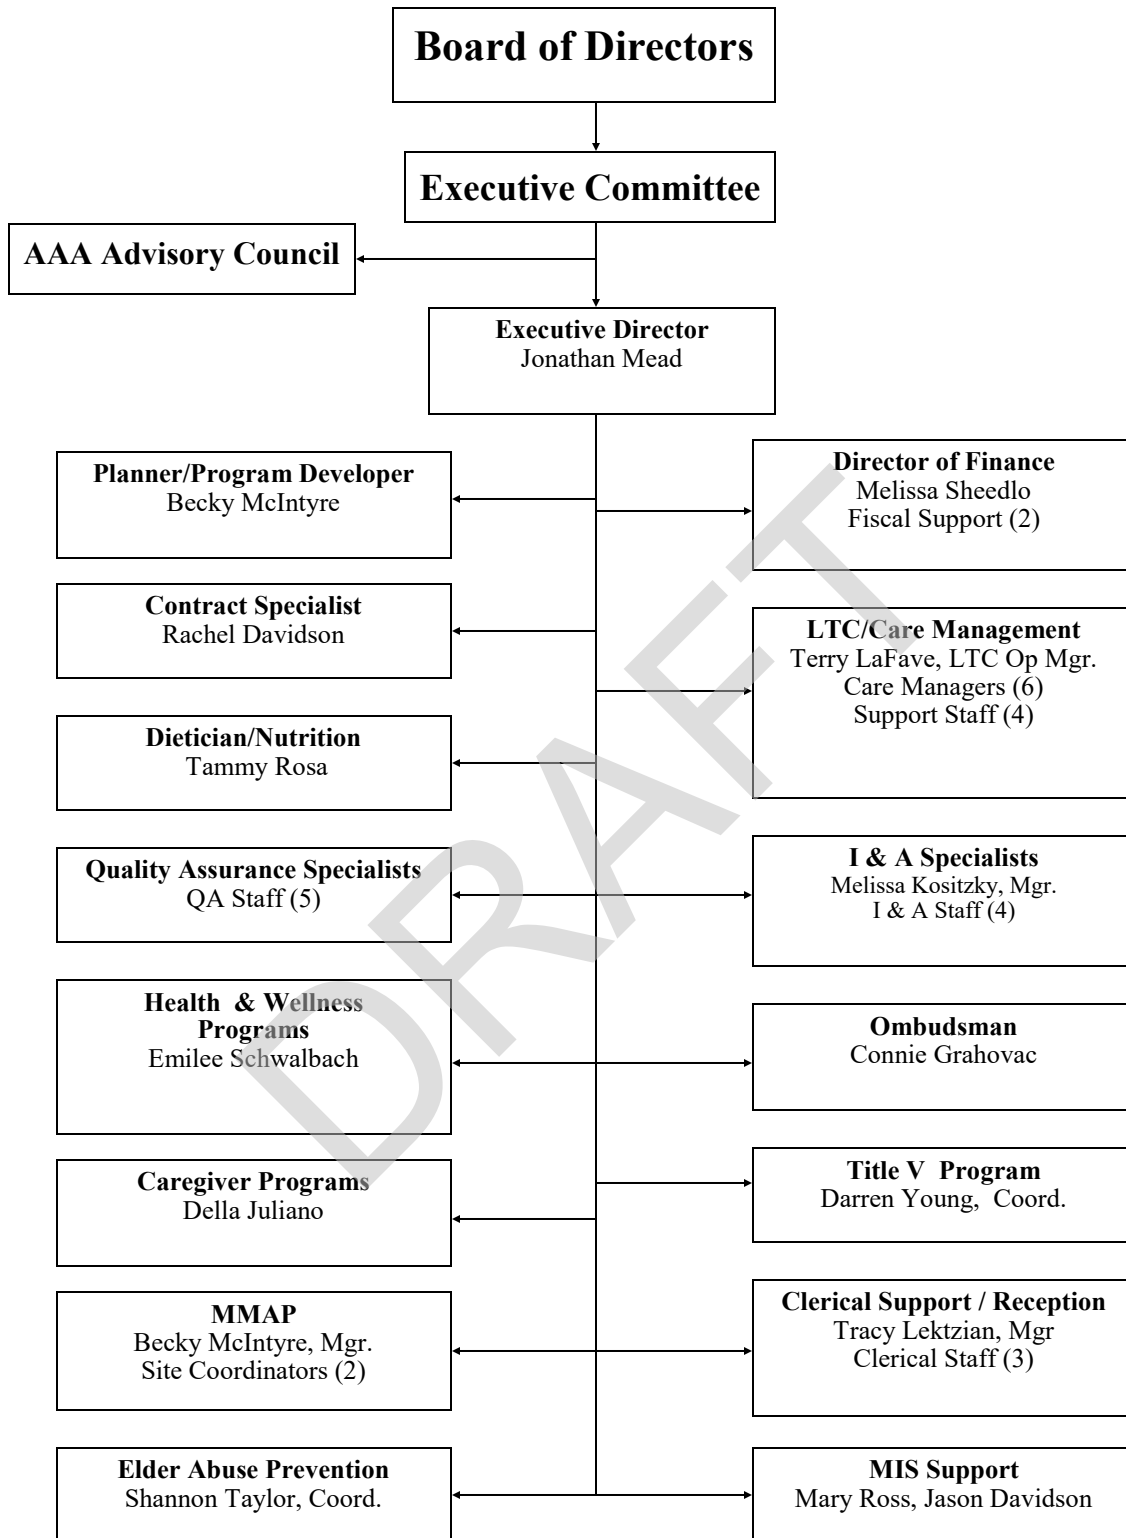 Board of Directors
Executive Committee
AAA Advisory Council
Executive Director
Jonathan Mead
Planner/Program Developer
Becky McIntyre
Director of Finance
Melissa Sheedlo
Fiscal Support (2)
Contract Specialist
Rachel Davidson
LTC/Care Management
Terry LaFave, LTC Op Mgr.
Care Managers (6)
Support Staff (4)
Dietician/Nutrition
Tammy Rosa
Quality Assurance Specialists
QA Staff (5)
I & A Specialists
Melissa Kositzky, Mgr.
I & A Staff (4)
Health & Wellness
Programs
Emilee Schwalbach
Ombudsman
Connie Grahovac
Caregiver Programs
Della Juliano
Title V Program
Darren Young, Coord.
MMAP
Becky McIntyre, Mgr.
Site Coordinators (2)
Clerical Support / Reception
Tracy Lektzian, Mgr
Clerical Staff (3)
Elder Abuse Prevention
Shannon Taylor, Coord.
MIS Support
Mary Ross, Jason Davidson
DRAFT